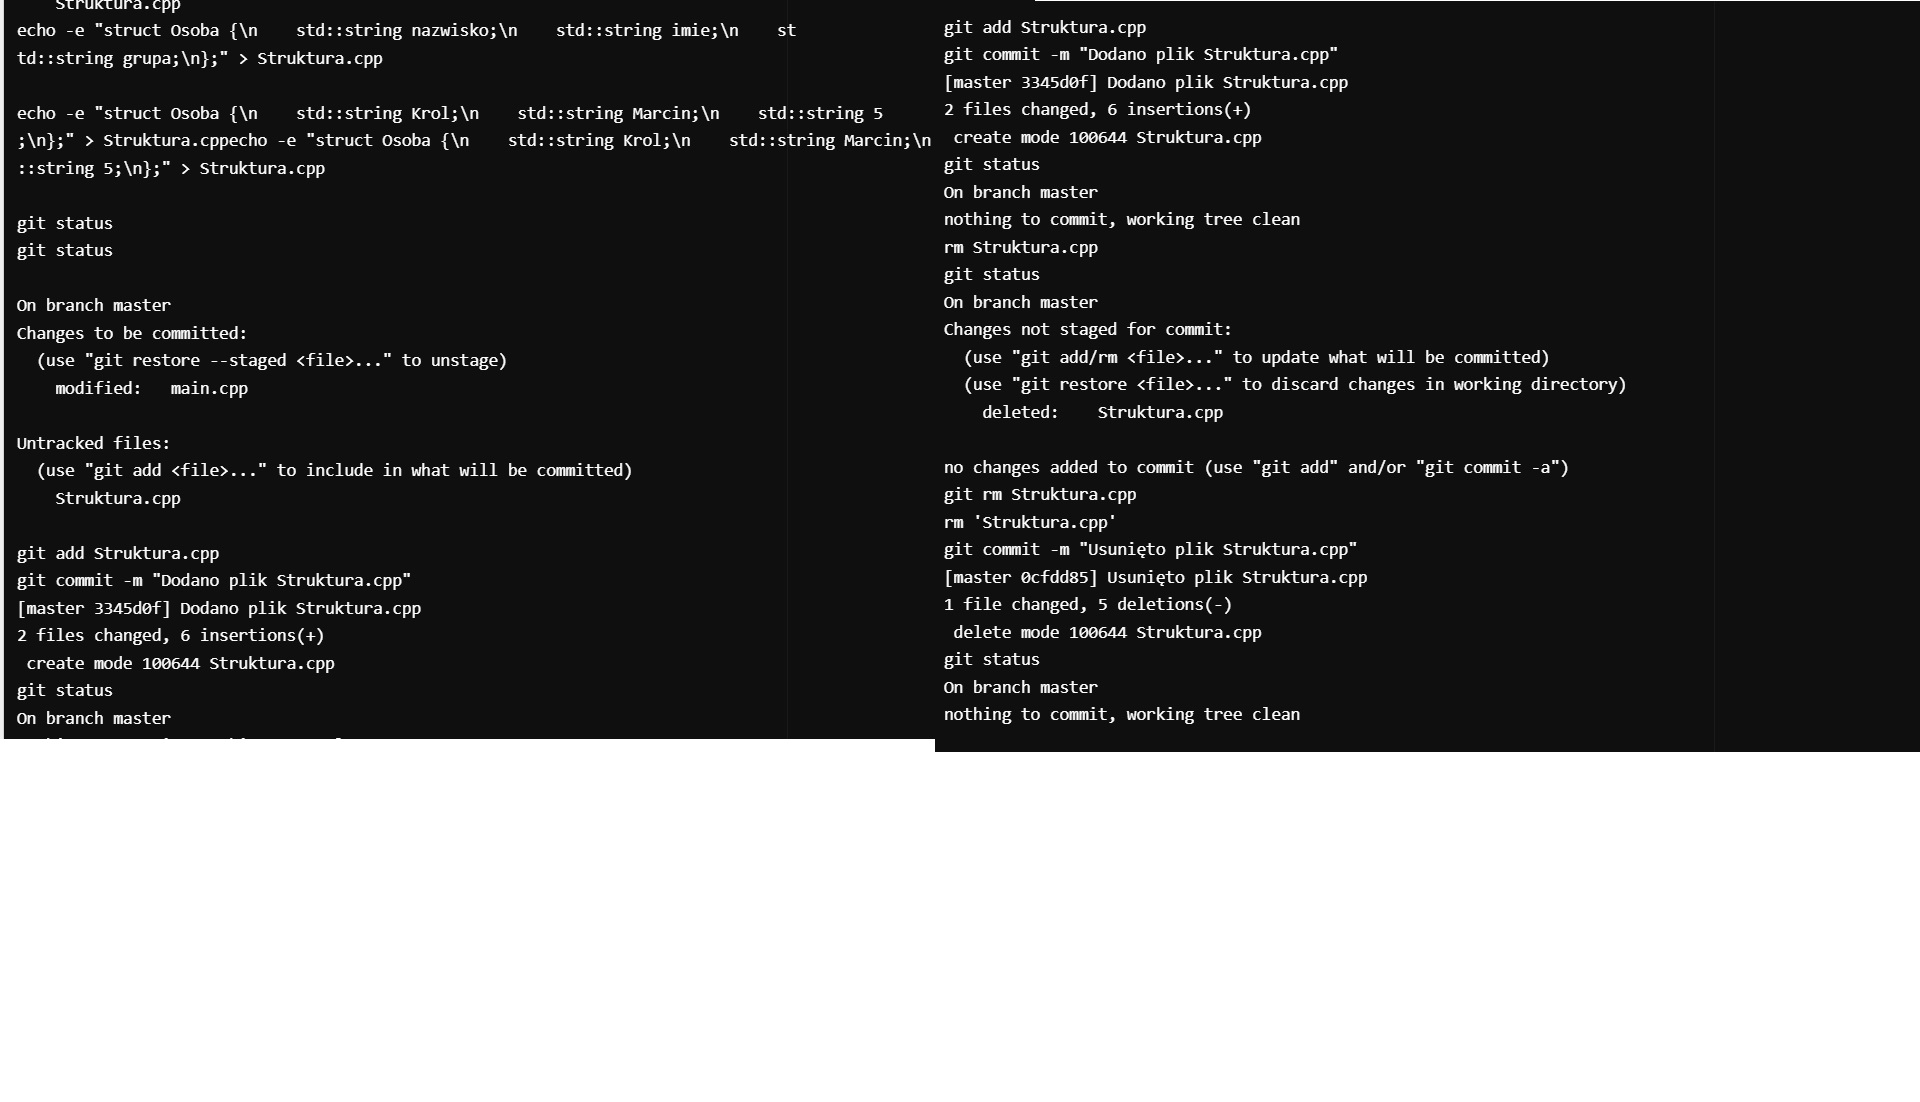 Struktura.cpp
echo -e "struct Osoba {\n    std::string nazwisko;\n    std::string imie;\n    st
td::string grupa;\n};" > Struktura.cpp

echo -e "struct Osoba {\n    std::string Krol;\n    std::string Marcin;\n    std::string 5
;\n};" > Struktura.cppecho -e "struct Osoba {\n    std::string Krol;\n    std::string Marcin;\n
::string 5;\n};" > Struktura.cpp

git status
git status

On branch master
Changes to be committed:
  (use "git restore --staged <file>..." to unstage)
    modified:   main.cpp

Untracked files:
  (use "git add <file>..." to include in what will be committed)
    Struktura.cpp

git add Struktura.cpp
git commit -m "Dodano plik Struktura.cpp"
[master 3345d0f] Dodano plik Struktura.cpp
2 files changed, 6 insertions(+)
 create mode 100644 Struktura.cpp
git status
On branch master

git add Struktura.cpp
git commit -m "Dodano plik Struktura.cpp"
[master 3345d0f] Dodano plik Struktura.cpp
2 files changed, 6 insertions(+)
 create mode 100644 Struktura.cpp
git status
On branch master
nothing to commit, working tree clean
rm Struktura.cpp
git status
On branch master
Changes not staged for commit:
  (use "git add/rm <file>..." to update what will be committed)
  (use "git restore <file>..." to discard changes in working directory)
    deleted:    Struktura.cpp

no changes added to commit (use "git add" and/or "git commit -a")
git rm Struktura.cpp
rm 'Struktura.cpp'
git commit -m "Usunięto plik Struktura.cpp"
[master 0cfdd85] Usunięto plik Struktura.cpp
1 file changed, 5 deletions(-)
 delete mode 100644 Struktura.cpp
git status
On branch master
nothing to commit, working tree clean